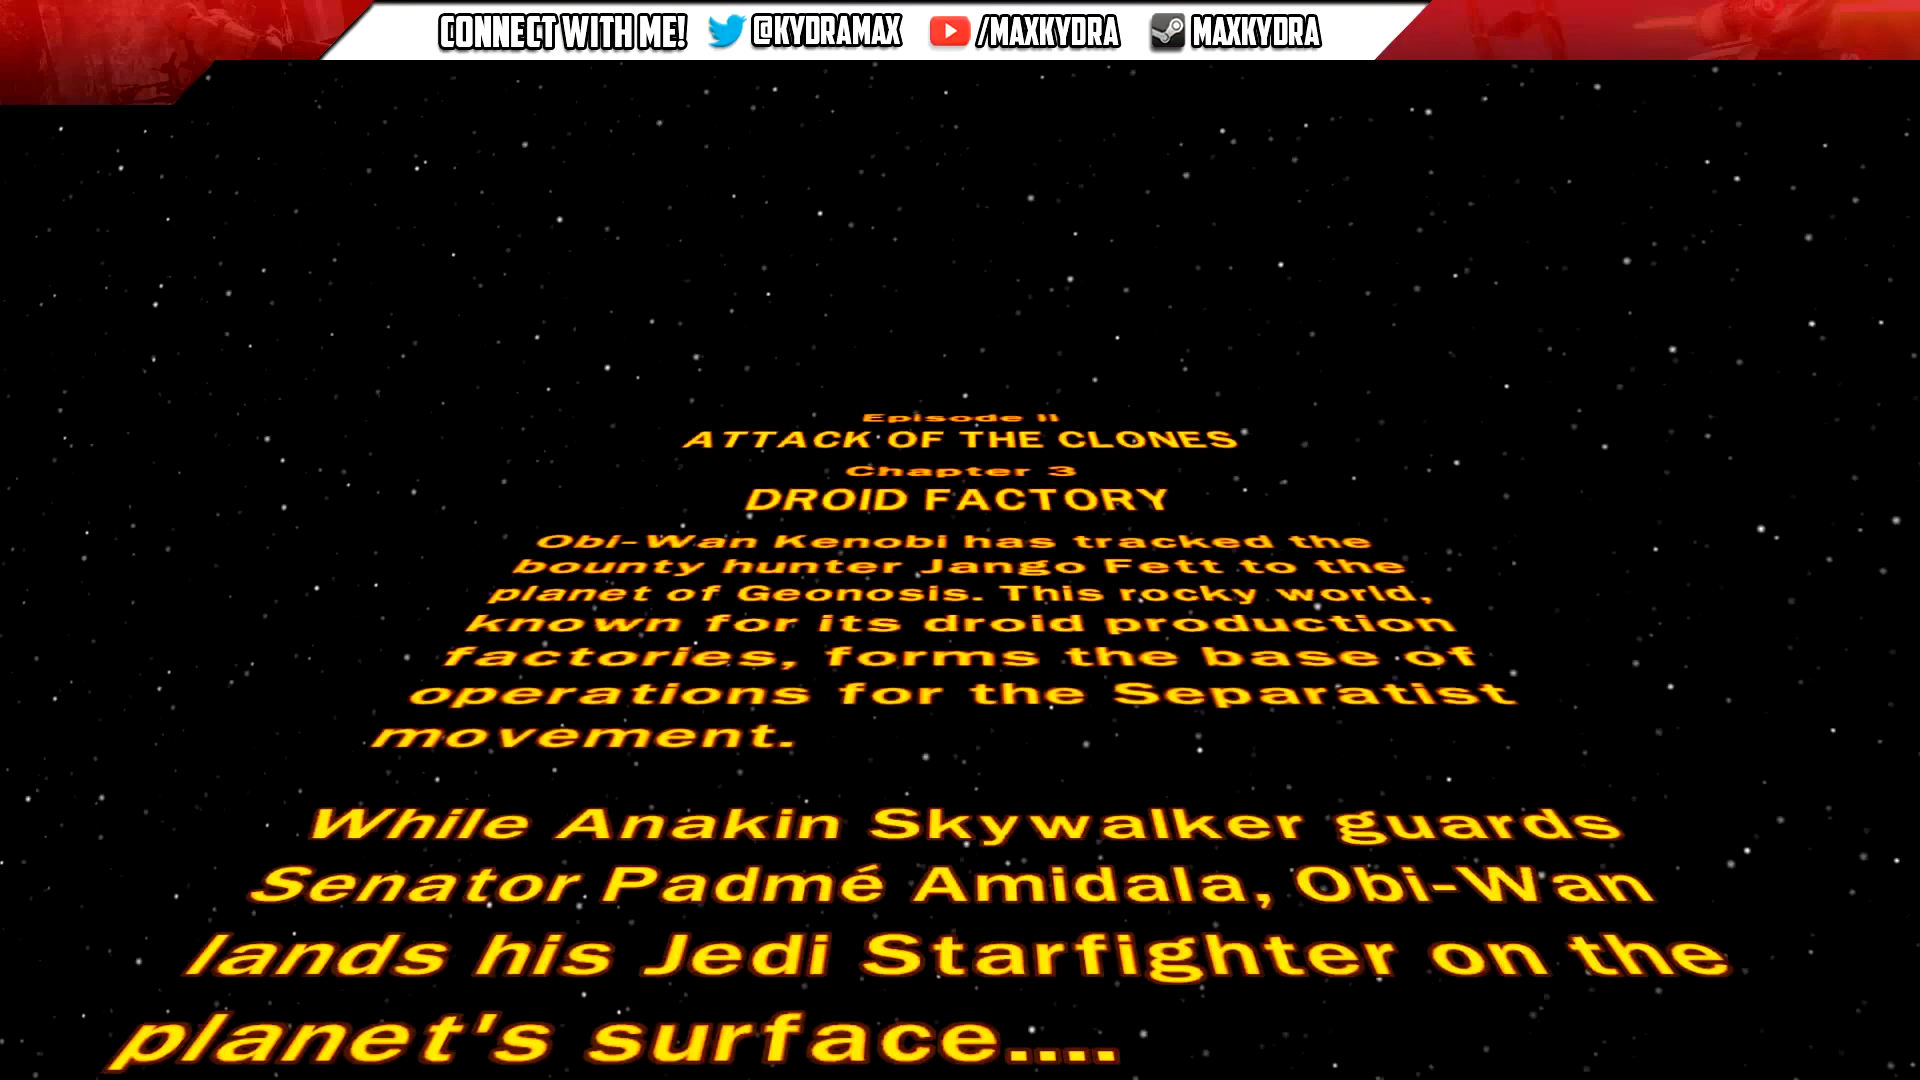 CONNECT WITH ME! @KYDRAMAX /MAXKYDRA MAXKYDRA
Episode II
ATTACK OF THE CLONES
Chapter 3
DROID FACTORY
Obi-Wan Kenobi has tracked the
bounty hunter Jango Fett to the
planet of Geonosis. This rocky world,
known for its droid production
factories, forms the base of
operations for the Separatist
movement.
While Anakin Skywalker guards
Senator Padmé Amidala, Obi-Wan
lands his Jedi Starfighter on the
planet's surface....